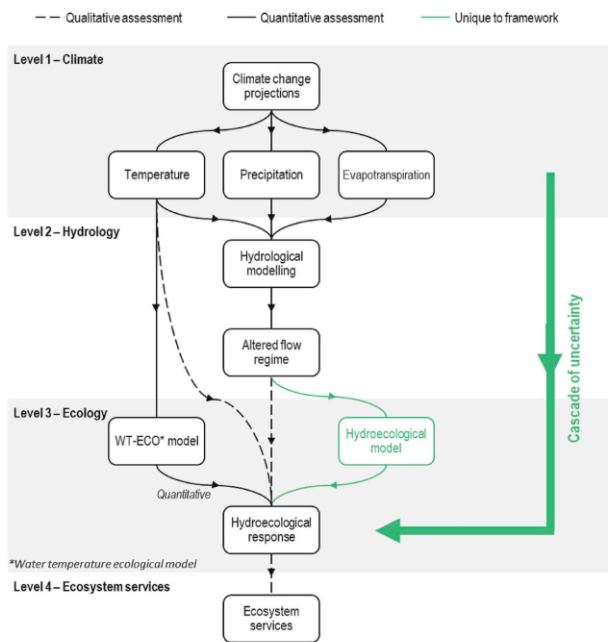 Qualitative assessment
Quantitative assessment
Unique to framework
Level 1 – Climate
Climate change
projections
Temperature
Precipitation
Evapotranspiration
Level 2 – Hydrology
Hydrological
modelling
Altered flow
regime
Cascade of uncertainty
Level 3 – Ecology
WT-ECO* model
Hydroecological
model
Quantitative
Hydroecological
response
*Water temperature ecological model
Level 4 – Ecosystem services
Ecosystem
services